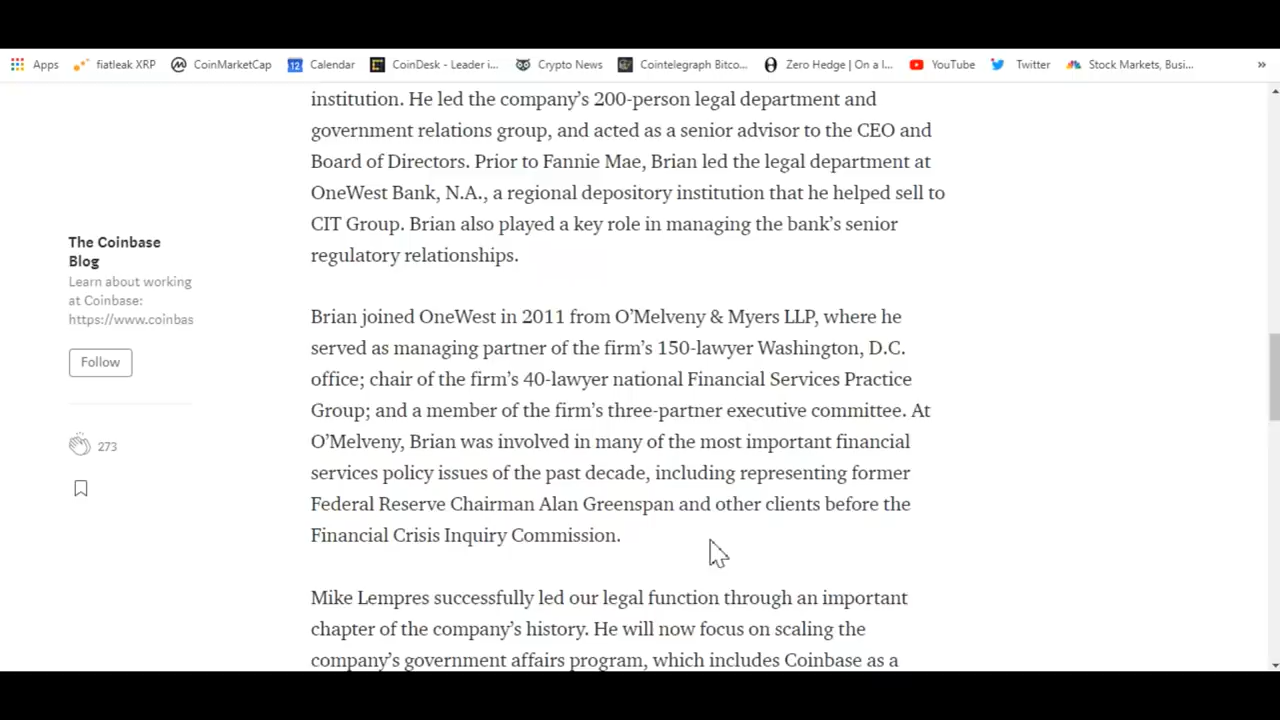 Apps fiatleak XRP CoinMarketCap 12 Calendar CoinDesk - Leader i... Crypto News Cointelegraph Bitco... Zero Hedge | On a l... YouTube Twitter Stock Markets, Busi... »
institution. He led the company’s 200-person legal department and
government relations group, and acted as a senior advisor to the CEO and
Board of Directors. Prior to Fannie Mae, Brian led the legal department at
OneWest Bank, N.A., a regional depository institution that he helped sell to
CIT Group. Brian also played a key role in managing the bank’s senior
regulatory relationships.
The Coinbase
Blog
Learn about working
at Coinbase:
https://www.coinbas
Follow
273
Brian joined OneWest in 2011 from O’Melveny & Myers LLP, where he
served as managing partner of the firm’s 150-lawyer Washington, D.C.
office; chair of the firm’s 40-lawyer national Financial Services Practice
Group; and a member of the firm’s three-partner executive committee. At
O’Melveny, Brian was involved in many of the most important financial
services policy issues of the past decade, including representing former
Federal Reserve Chairman Alan Greenspan and other clients before the
Financial Crisis Inquiry Commission.
Mike Lempres successfully led our legal function through an important
chapter of the company’s history. He will now focus on scaling the
company’s government affairs program, which includes Coinbase as a